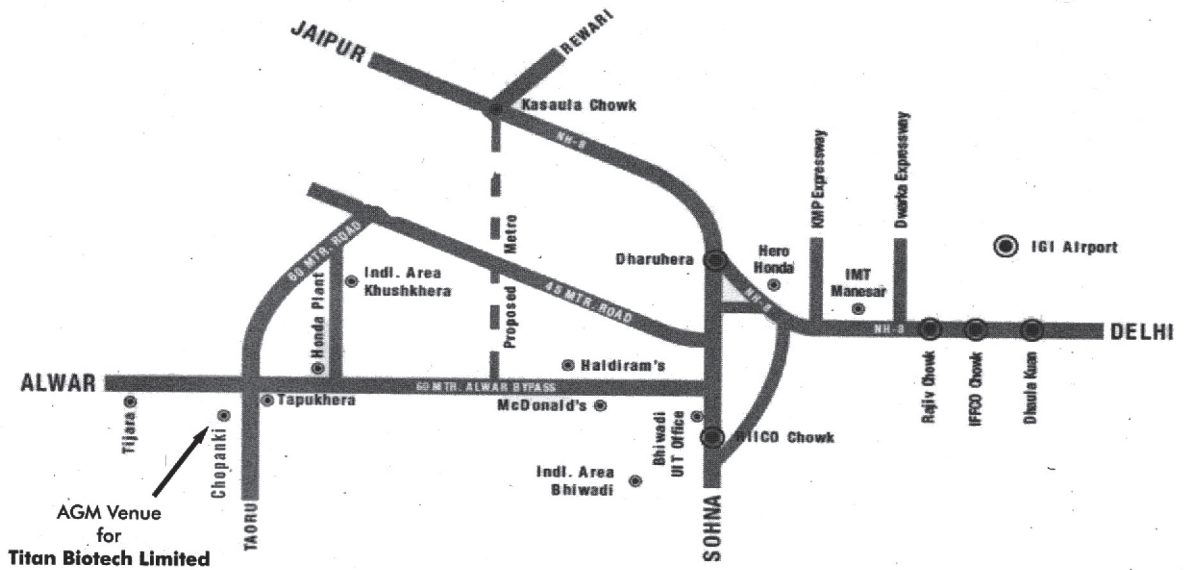 JAIPUR
REWARI
Kasaula Chowk
NH-8
KMP Expressway
Dwarka Expressway
60 MTR. ROAD
Proposed Metro
Dharuhera
Hero
Honda
IGI Airport
Indl. Area
Khushkhera
Honda Plant
45 MTR. ROAD
NH-8
IMT
Manesar
NH-8
DELHI
Rajiv Chowk
IFFCO Chowk
Dhaula Kuan
Haldiram's
ALWAR
60 MTR. ALWAR BYPASS
Tijara
Chopanki
Tapukhera
McDonald's
Bhiwadi
UIT Office
RIICO Chowk
Indl. Area
Bhiwadi
TAORU
SOHNA
AGM Venue
for
Titan Biotech Limited